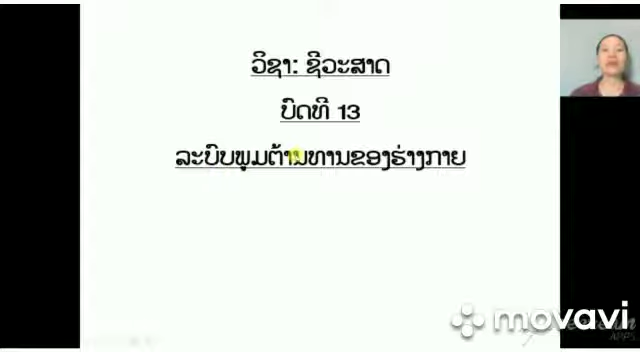 ວິຊາ: ຊີວະສາດ
ບົດທີ 13
ລະບົບພູມຕ້ານທານຂອງຮ່າງກາຍ
movavi
APPS